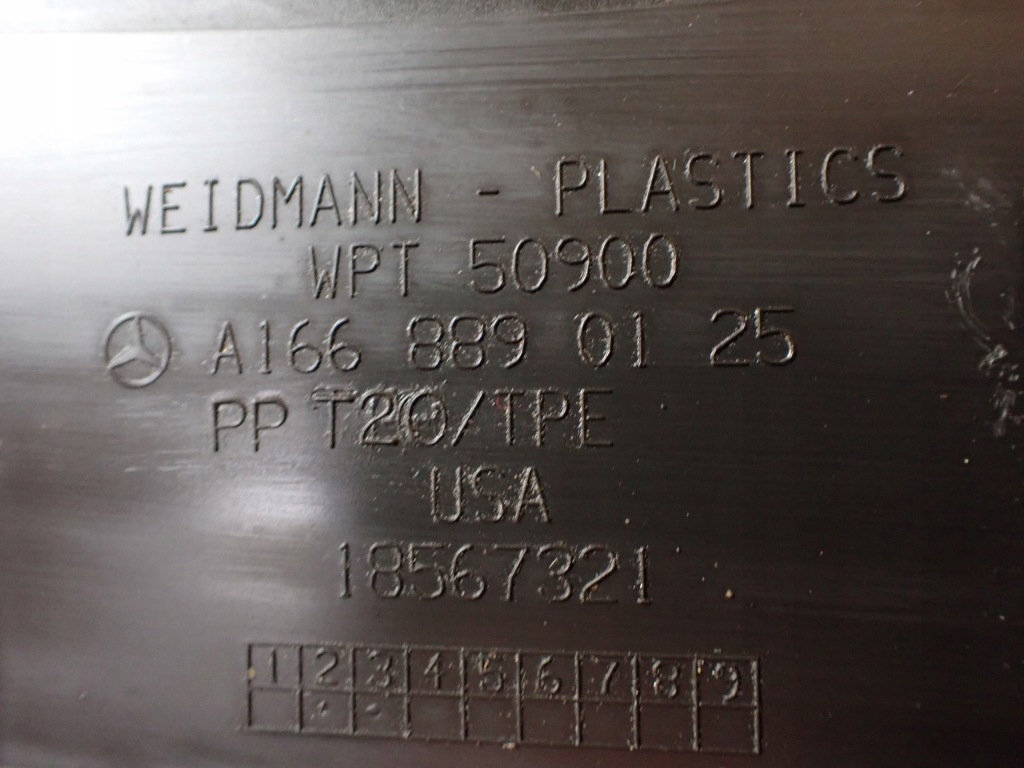 WEIDMANN - PLASTICS
WPT 50900
A166 889 01 25
PP T20/TPE
USA
18567321
1 2 3 4 5 6 7 8 9